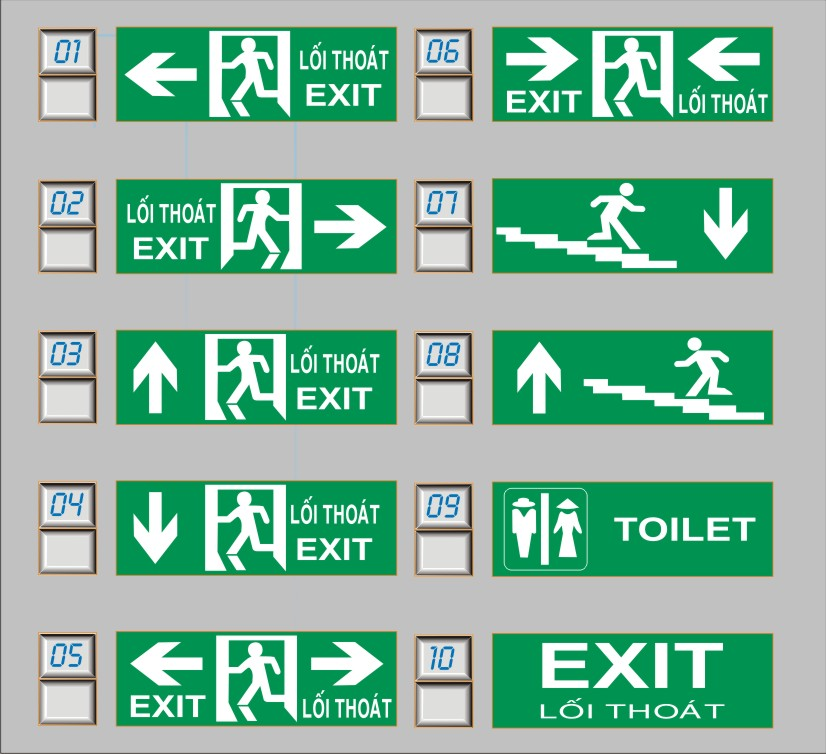 01
LỐI THOÁT
EXIT
02
LỐI THOÁT
EXIT
03
LỐI THOÁT
EXIT
04
LỐI THOÁT
EXIT
05
EXIT
LỐI THOÁT
06
EXIT
LỐI THOÁT
07
08
09
TOILET
10
EXIT
LỐI THOÁT